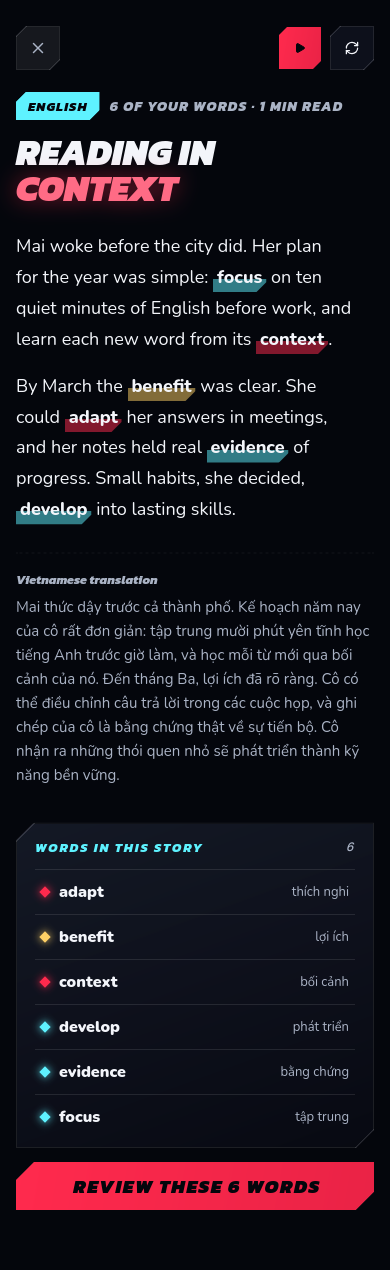 ENGLISH 6 OF YOUR WORDS · 1 MIN READ
READING IN
CONTEXT
Mai woke before the city did. Her plan
for the year was simple: focus on ten
quiet minutes of English before work, and
learn each new word from its context.
By March the benefit was clear. She
could adapt her answers in meetings,
and her notes held real evidence of
progress. Small habits, she decided,
develop into lasting skills.
Vietnamese translation
Mai thức dậy trước cả thành phố. Kế hoạch năm nay
của cô rất đơn giản: tập trung mười phút yên tĩnh học
tiếng Anh trước giờ làm, và học mỗi từ mới qua bối
cảnh của nó. Đến tháng Ba, lợi ích đã rõ ràng. Cô có
thể điều chỉnh câu trả lời trong các cuộc họp, và ghi
chép của cô là bằng chứng thật về sự tiến bộ. Cô
nhận ra những thói quen nhỏ sẽ phát triển thành kỹ
năng bền vững.
WORDS IN THIS STORY 6
adapt thích nghi
benefit lợi ích
context bối cảnh
develop phát triển
evidence bằng chứng
focus tập trung
REVIEW THESE 6 WORDS